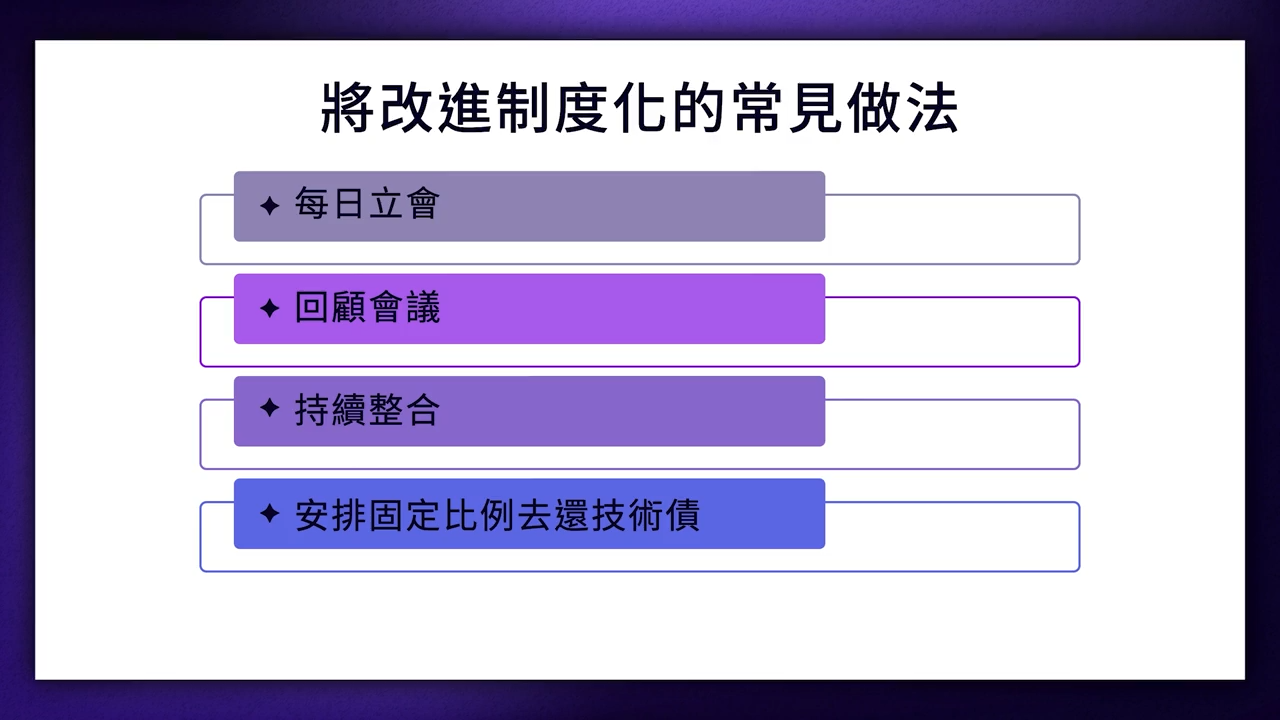 將改進制度化的常見做法
✦ 每日立會
✦ 回顧會議
✦ 持續整合
✦ 安排固定比例去還技術債